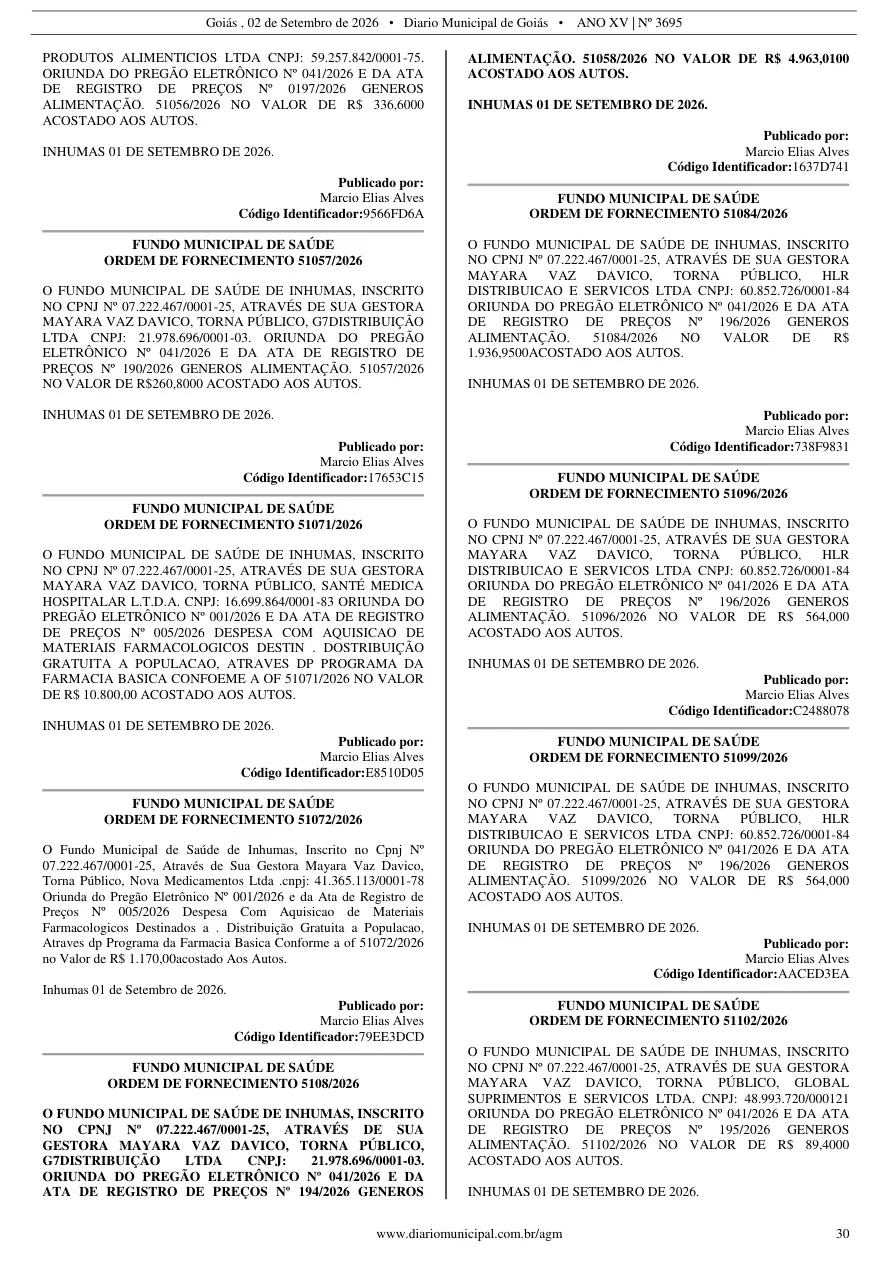 Goiás , 02 de Setembro de 2026 • Diario Municipal de Goiás • ANO XV | Nº 3695
PRODUTOS ALIMENTICIOS LTDA CNPJ: 59.257.842/0001-75.
ORIUNDA DO PREGÃO ELETRÔNICO Nº 041/2026 E DA ATA
DE REGISTRO DE PREÇOS Nº 0197/2026 GENEROS
ALIMENTAÇÃO. 51056/2026 NO VALOR DE R$ 336,6000
ACOSTADO AOS AUTOS.
INHUMAS 01 DE SETEMBRO DE 2026.
Publicado por:
Marcio Elias Alves
Código Identificador:9566FD6A
FUNDO MUNICIPAL DE SAÚDE
ORDEM DE FORNECIMENTO 51057/2026
O FUNDO MUNICIPAL DE SAÚDE DE INHUMAS, INSCRITO
NO CPNJ Nº 07.222.467/0001-25, ATRAVÉS DE SUA GESTORA
MAYARA VAZ DAVICO, TORNA PÚBLICO, G7DISTRIBUIÇÃO
LTDA CNPJ: 21.978.696/0001-03. ORIUNDA DO PREGÃO
ELETRÔNICO Nº 041/2026 E DA ATA DE REGISTRO DE
PREÇOS Nº 190/2026 GENEROS ALIMENTAÇÃO. 51057/2026
NO VALOR DE R$260,8000 ACOSTADO AOS AUTOS.
INHUMAS 01 DE SETEMBRO DE 2026.
Publicado por:
Marcio Elias Alves
Código Identificador:17653C15
FUNDO MUNICIPAL DE SAÚDE
ORDEM DE FORNECIMENTO 51071/2026
O FUNDO MUNICIPAL DE SAÚDE DE INHUMAS, INSCRITO
NO CPNJ Nº 07.222.467/0001-25, ATRAVÉS DE SUA GESTORA
MAYARA VAZ DAVICO, TORNA PÚBLICO, SANTÉ MEDICA
HOSPITALAR L.T.D.A. CNPJ: 16.699.864/0001-83 ORIUNDA DO
PREGÃO ELETRÔNICO Nº 001/2026 E DA ATA DE REGISTRO
DE PREÇOS Nº 005/2026 DESPESA COM AQUISICAO DE
MATERIAIS FARMACOLOGICOS DESTIN . DOSTRIBUIÇÃO
GRATUITA A POPULACAO, ATRAVES DP PROGRAMA DA
FARMACIA BASICA CONFOEME A OF 51071/2026 NO VALOR
DE R$ 10.800,00 ACOSTADO AOS AUTOS.
INHUMAS 01 DE SETEMBRO DE 2026.
Publicado por:
Marcio Elias Alves
Código Identificador:E8510D05
FUNDO MUNICIPAL DE SAÚDE
ORDEM DE FORNECIMENTO 51072/2026
O Fundo Municipal de Saúde de Inhumas, Inscrito no Cpnj Nº
07.222.467/0001-25, Através de Sua Gestora Mayara Vaz Davico,
Torna Público, Nova Medicamentos Ltda .cnpj: 41.365.113/0001-78
Oriunda do Pregão Eletrônico Nº 001/2026 e da Ata de Registro de
Preços Nº 005/2026 Despesa Com Aquisicao de Materiais
Farmacologicos Destinados a . Distribuição Gratuita a Populacao,
Atraves dp Programa da Farmacia Basica Conforme a of 51072/2026
no Valor de R$ 1.170,00acostado Aos Autos.
Inhumas 01 de Setembro de 2026.
Publicado por:
Marcio Elias Alves
Código Identificador:79EE3DCD
FUNDO MUNICIPAL DE SAÚDE
ORDEM DE FORNECIMENTO 5108/2026
O FUNDO MUNICIPAL DE SAÚDE DE INHUMAS, INSCRITO
NO CPNJ Nº 07.222.467/0001-25, ATRAVÉS DE SUA
GESTORA MAYARA VAZ DAVICO, TORNA PÚBLICO,
G7DISTRIBUIÇÃO LTDA CNPJ: 21.978.696/0001-03.
ORIUNDA DO PREGÃO ELETRÔNICO Nº 041/2026 E DA
ATA DE REGISTRO DE PREÇOS Nº 194/2026 GENEROS
ALIMENTAÇÃO. 51058/2026 NO VALOR DE R$ 4.963,0100
ACOSTADO AOS AUTOS.
INHUMAS 01 DE SETEMBRO DE 2026.
Publicado por:
Marcio Elias Alves
Código Identificador:1637D741
FUNDO MUNICIPAL DE SAÚDE
ORDEM DE FORNECIMENTO 51084/2026
O FUNDO MUNICIPAL DE SAÚDE DE INHUMAS, INSCRITO
NO CPNJ Nº 07.222.467/0001-25, ATRAVÉS DE SUA GESTORA
MAYARA VAZ DAVICO, TORNA PÚBLICO, HLR
DISTRIBUICAO E SERVICOS LTDA CNPJ: 60.852.726/0001-84
ORIUNDA DO PREGÃO ELETRÔNICO Nº 041/2026 E DA ATA
DE REGISTRO DE PREÇOS Nº 196/2026 GENEROS
ALIMENTAÇÃO. 51084/2026 NO VALOR DE R$
1.936,9500ACOSTADO AOS AUTOS.
INHUMAS 01 DE SETEMBRO DE 2026.
Publicado por:
Marcio Elias Alves
Código Identificador:738F9831
FUNDO MUNICIPAL DE SAÚDE
ORDEM DE FORNECIMENTO 51096/2026
O FUNDO MUNICIPAL DE SAÚDE DE INHUMAS, INSCRITO
NO CPNJ Nº 07.222.467/0001-25, ATRAVÉS DE SUA GESTORA
MAYARA VAZ DAVICO, TORNA PÚBLICO, HLR
DISTRIBUICAO E SERVICOS LTDA CNPJ: 60.852.726/0001-84
ORIUNDA DO PREGÃO ELETRÔNICO Nº 041/2026 E DA ATA
DE REGISTRO DE PREÇOS Nº 196/2026 GENEROS
ALIMENTAÇÃO. 51096/2026 NO VALOR DE R$ 564,000
ACOSTADO AOS AUTOS.
INHUMAS 01 DE SETEMBRO DE 2026.
Publicado por:
Marcio Elias Alves
Código Identificador:C2488078
FUNDO MUNICIPAL DE SAÚDE
ORDEM DE FORNECIMENTO 51099/2026
O FUNDO MUNICIPAL DE SAÚDE DE INHUMAS, INSCRITO
NO CPNJ Nº 07.222.467/0001-25, ATRAVÉS DE SUA GESTORA
MAYARA VAZ DAVICO, TORNA PÚBLICO, HLR
DISTRIBUICAO E SERVICOS LTDA CNPJ: 60.852.726/0001-84
ORIUNDA DO PREGÃO ELETRÔNICO Nº 041/2026 E DA ATA
DE REGISTRO DE PREÇOS Nº 196/2026 GENEROS
ALIMENTAÇÃO. 51099/2026 NO VALOR DE R$ 564,000
ACOSTADO AOS AUTOS.
INHUMAS 01 DE SETEMBRO DE 2026.
Publicado por:
Marcio Elias Alves
Código Identificador:AACED3EA
FUNDO MUNICIPAL DE SAÚDE
ORDEM DE FORNECIMENTO 51102/2026
O FUNDO MUNICIPAL DE SAÚDE DE INHUMAS, INSCRITO
NO CPNJ Nº 07.222.467/0001-25, ATRAVÉS DE SUA GESTORA
MAYARA VAZ DAVICO, TORNA PÚBLICO, GLOBAL
SUPRIMENTOS E SERVICOS LTDA. CNPJ: 48.993.720/000121
ORIUNDA DO PREGÃO ELETRÔNICO Nº 041/2026 E DA ATA
DE REGISTRO DE PREÇOS Nº 195/2026 GENEROS
ALIMENTAÇÃO. 51102/2026 NO VALOR DE R$ 89,4000
ACOSTADO AOS AUTOS.
INHUMAS 01 DE SETEMBRO DE 2026.
www.diariomunicipal.com.br/agm 30